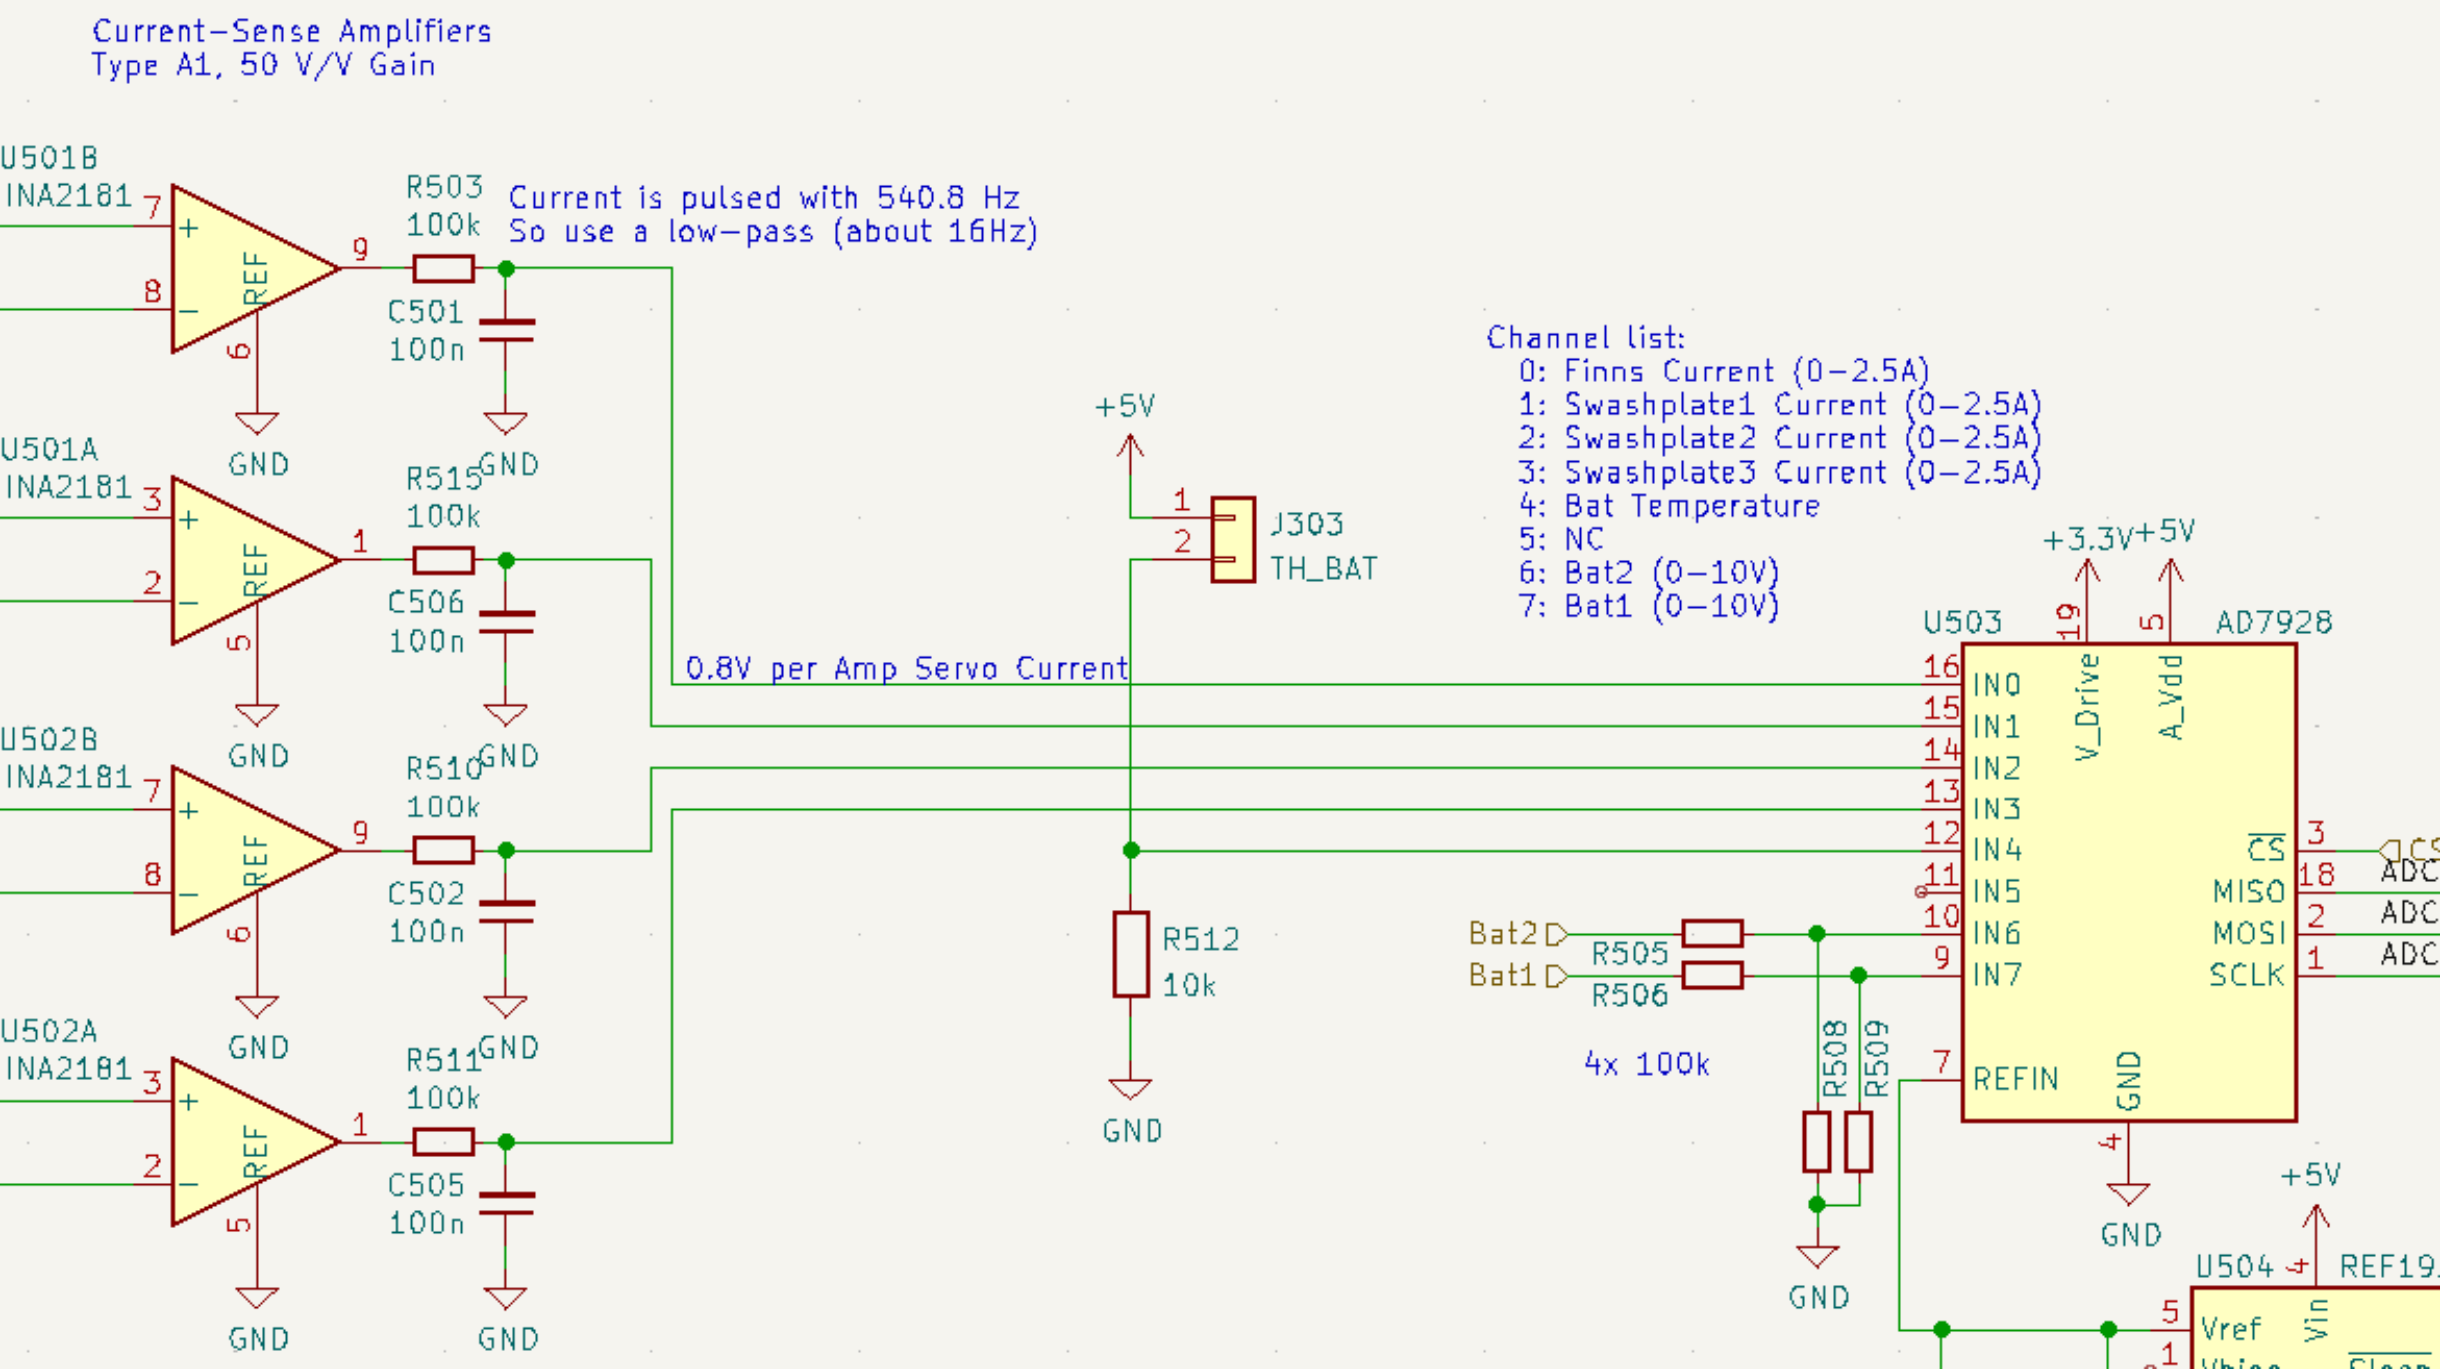 Current-Sense Amplifiers
Type A1, 50 V/V Gain
U501B
INA2181
7
8
+
-
REF
6
9
GND
R503
100k
C501
100n
GND
Current is pulsed with 540.8 Hz
So use a low-pass (about 16Hz)
U501A
INA2181
3
2
+
-
REF
5
1
GND
R515
100k
C506
100n
GND
U502B
INA2181
7
8
+
-
REF
6
9
GND
R510
100k
C502
100n
GND
U502A
INA2181
3
2
+
-
REF
5
1
GND
R511
100k
C505
100n
GND
0.8V per Amp Servo Current
+5V
1
2
J303
TH_BAT
R512
10k
GND
Channel list:
0: Finns Current (0-2.5A)
1: Swashplate1 Current (0-2.5A)
2: Swashplate2 Current (0-2.5A)
3: Swashplate3 Current (0-2.5A)
4: Bat Temperature
5: NC
6: Bat2 (0-10V)
7: Bat1 (0-10V)
Bat2
Bat1
R505
R506
4x 100k
R508
R509
GND
+3.3V
+5V
19
5
U503
AD7928
V_Drive
A_Vdd
16 IN0
15 IN1
14 IN2
13 IN3
12 IN4
11 IN5
10 IN6
9 IN7
7 REFIN
CS 3
MISO 18
MOSI 2
SCLK 1
ADC
ADC
ADC
GND
4
GND
+5V
4
U504
REF19
Vin
5
Vref
1